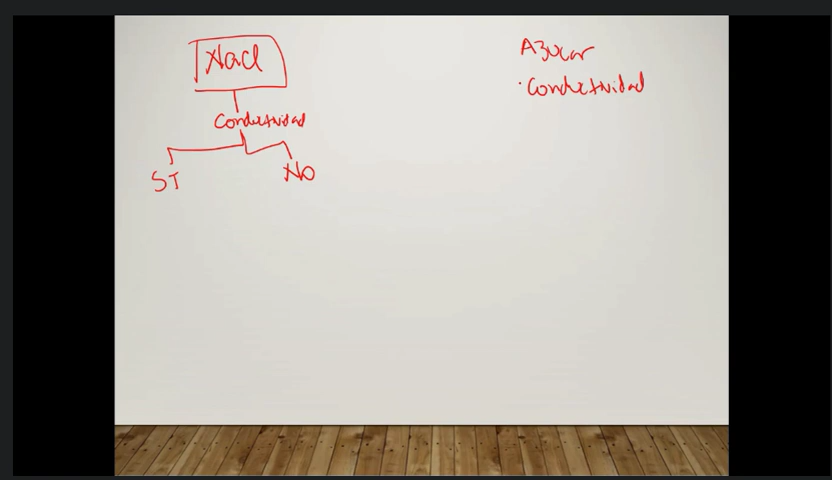 NaCl
Conductividad
SI
No
Azucar
· Conductividad